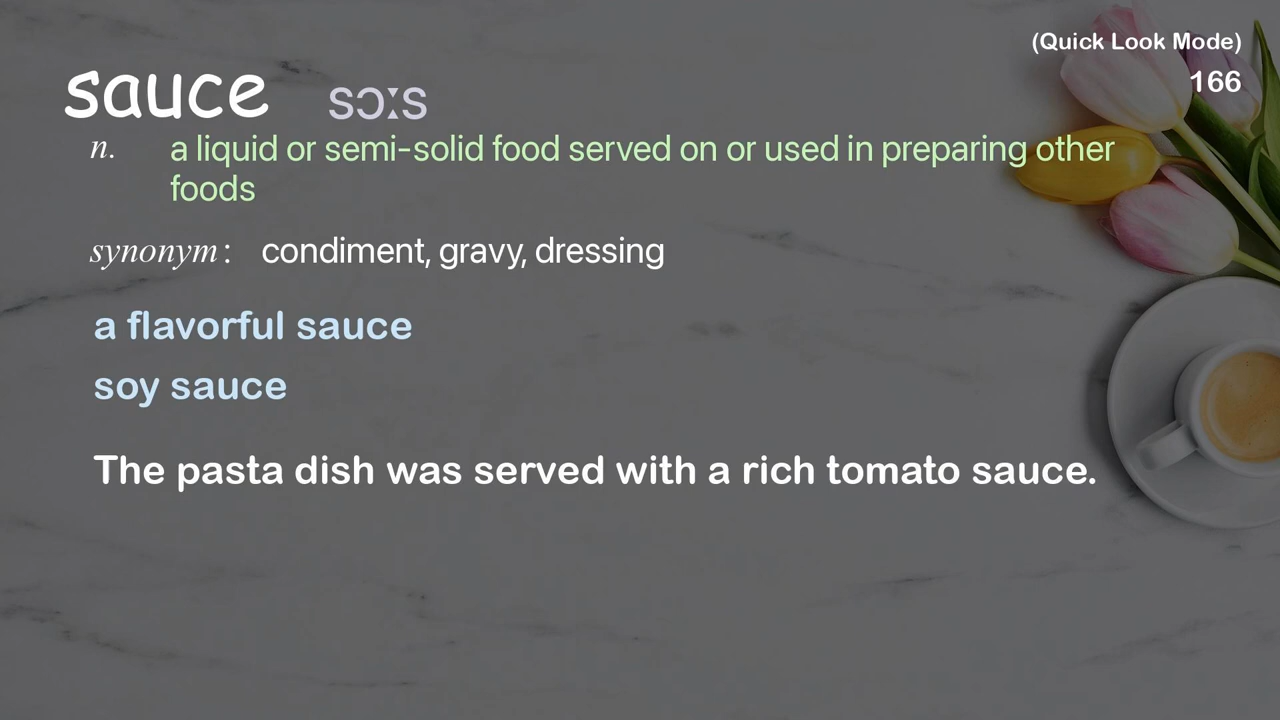 (Quick Look Mode)
166
sauce sɔːs
n. a liquid or semi-solid food served on or used in preparing other
foods
synonym: condiment, gravy, dressing
a flavorful sauce
soy sauce
The pasta dish was served with a rich tomato sauce.